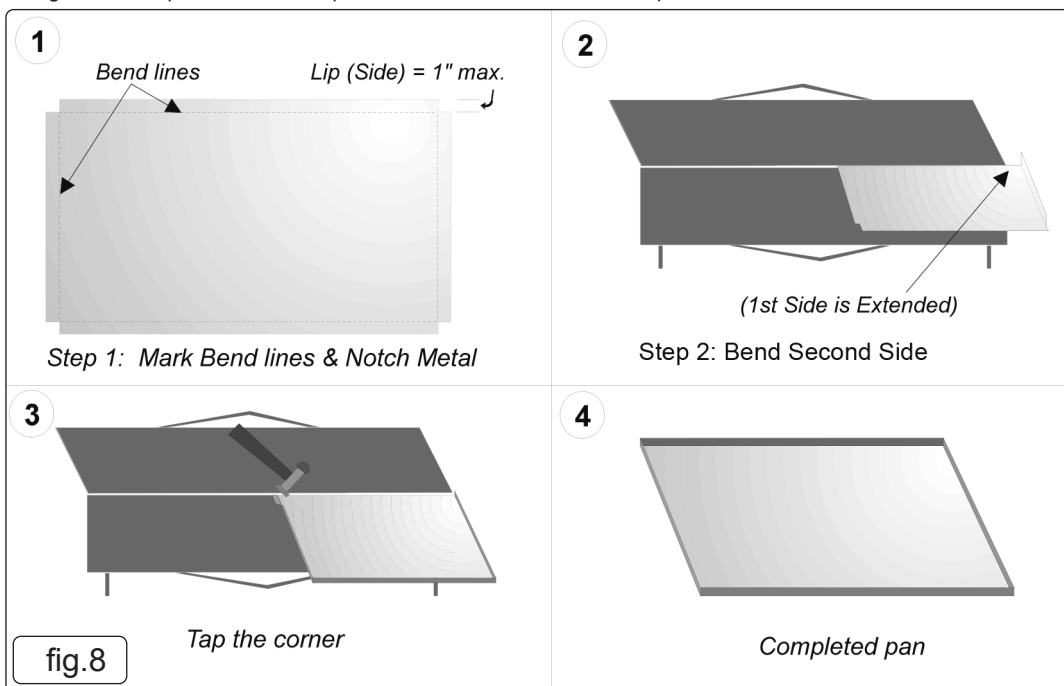 1
Bend lines
Lip (Side) = 1" max.
Step 1: Mark Bend lines & Notch Metal
2
(1st Side is Extended)
Step 2: Bend Second Side
3
Tap the corner
fig.8
4
Completed pan